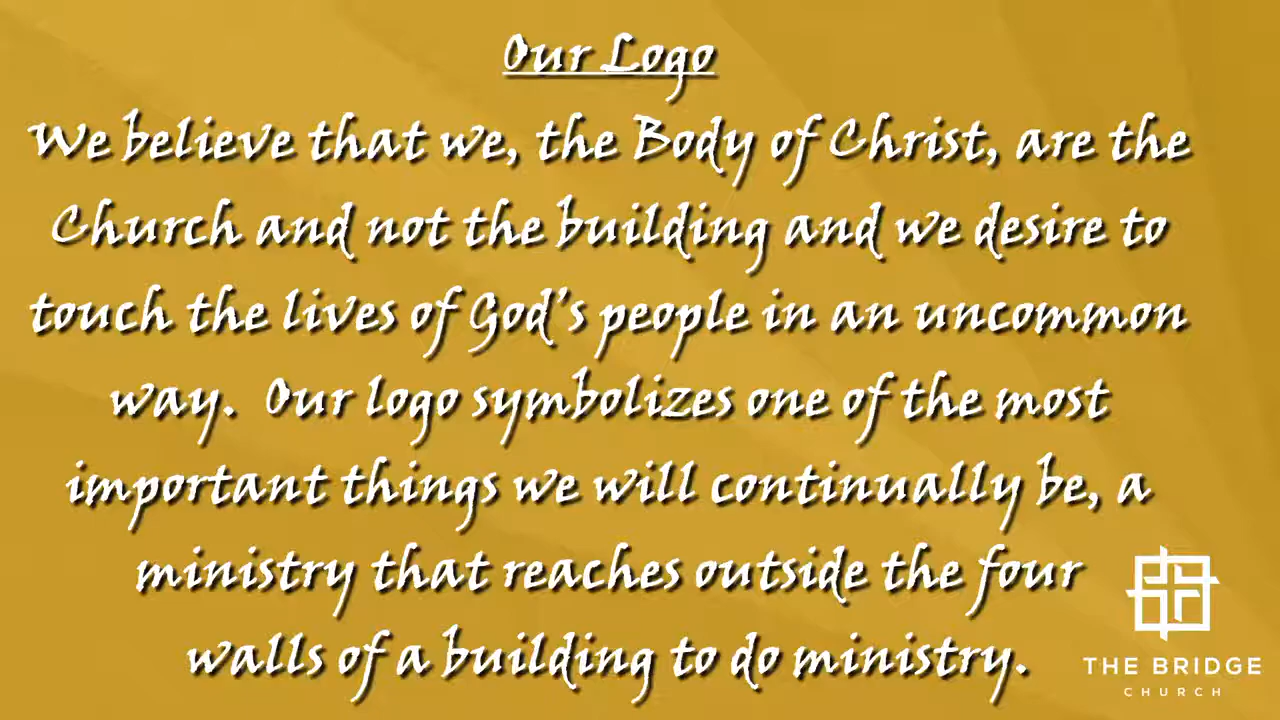 Our Logo
We believe that we, the Body of Christ, are the
Church and not the building and we desire to
touch the lives of God's people in an uncommon
way.  Our logo symbolizes one of the most
important things we will continually be, a
ministry that reaches outside the four
walls of a building to do ministry.
THE BRIDGE
CHURCH